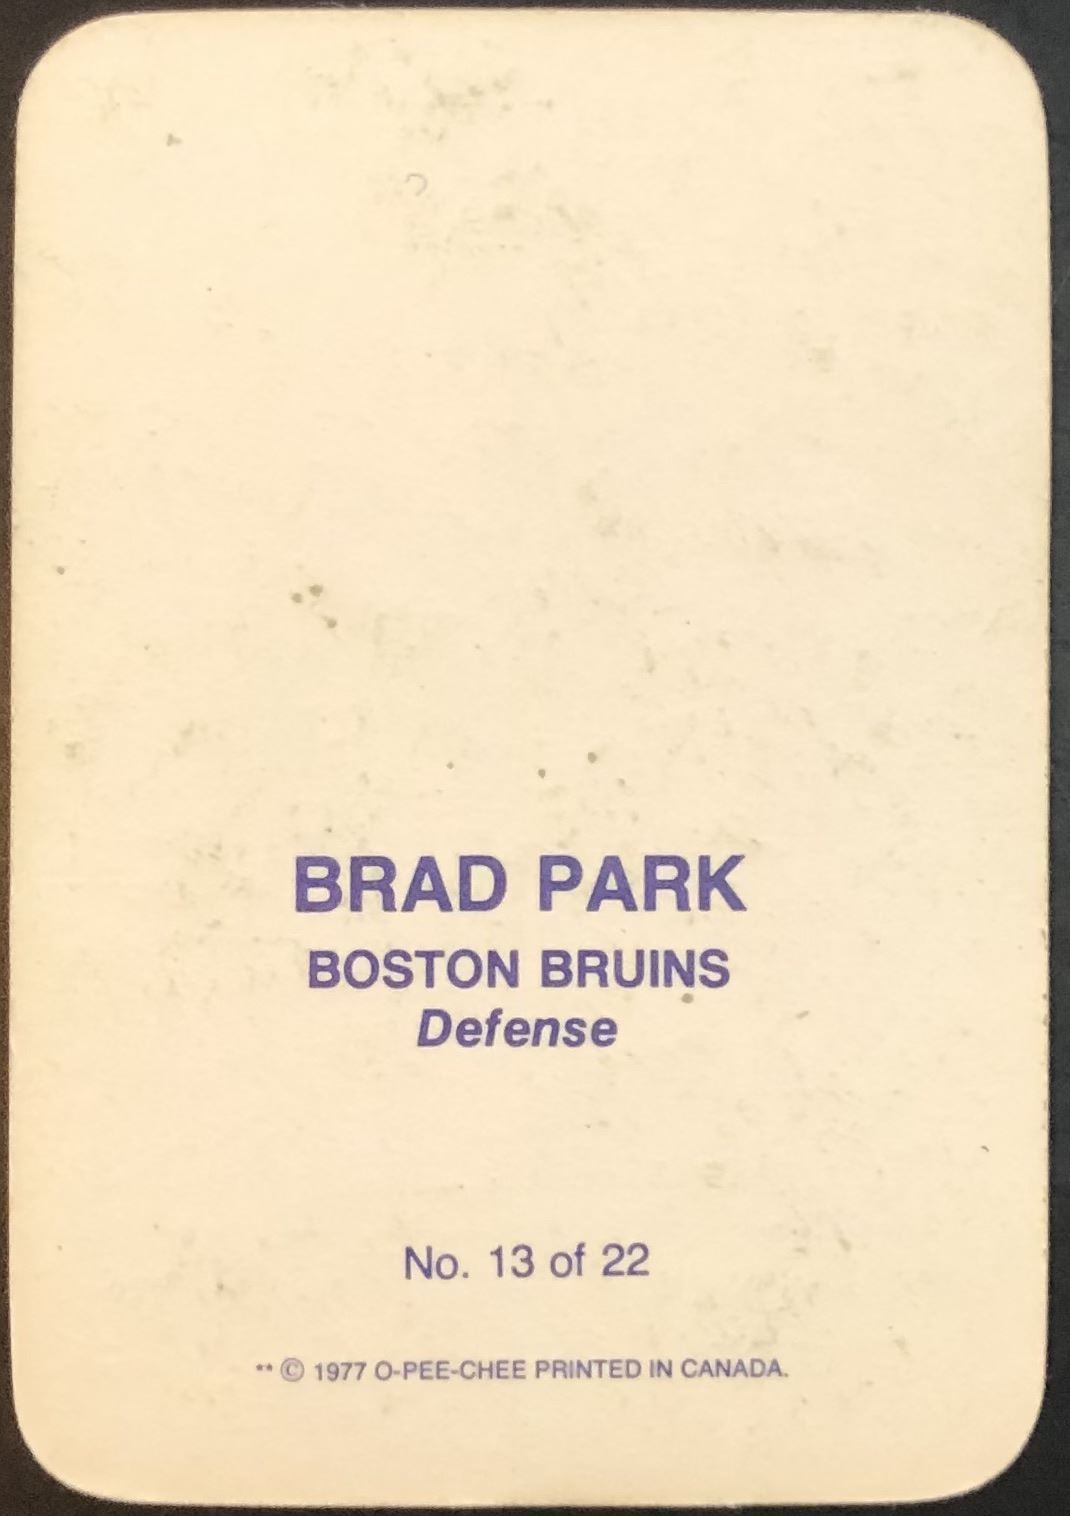 BRAD PARK
BOSTON BRUINS
Defense
No. 13 of 22
** © 1977 O-PEE-CHEE PRINTED IN CANADA.